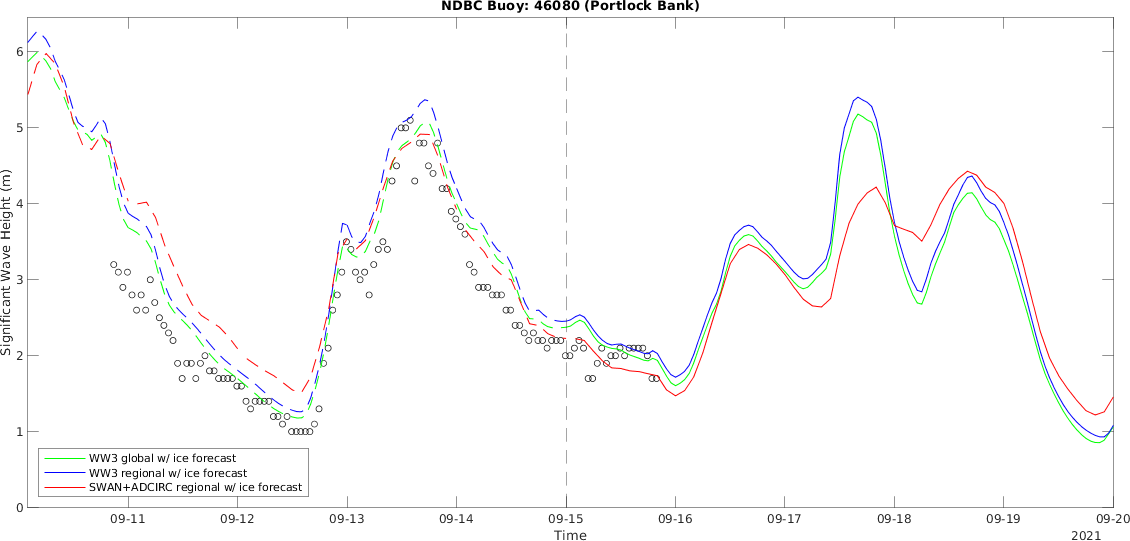 NDBC Buoy: 46080 (Portlock Bank)
Significant Wave Height (m)
6
5
4
3
2
1
0
WW3 global w/ ice forecast
WW3 regional w/ ice forecast
SWAN+ADCIRC regional w/ ice forecast
09-11 09-12 09-13 09-14 09-15 09-16 09-17 09-18 09-19 09-20
Time
2021